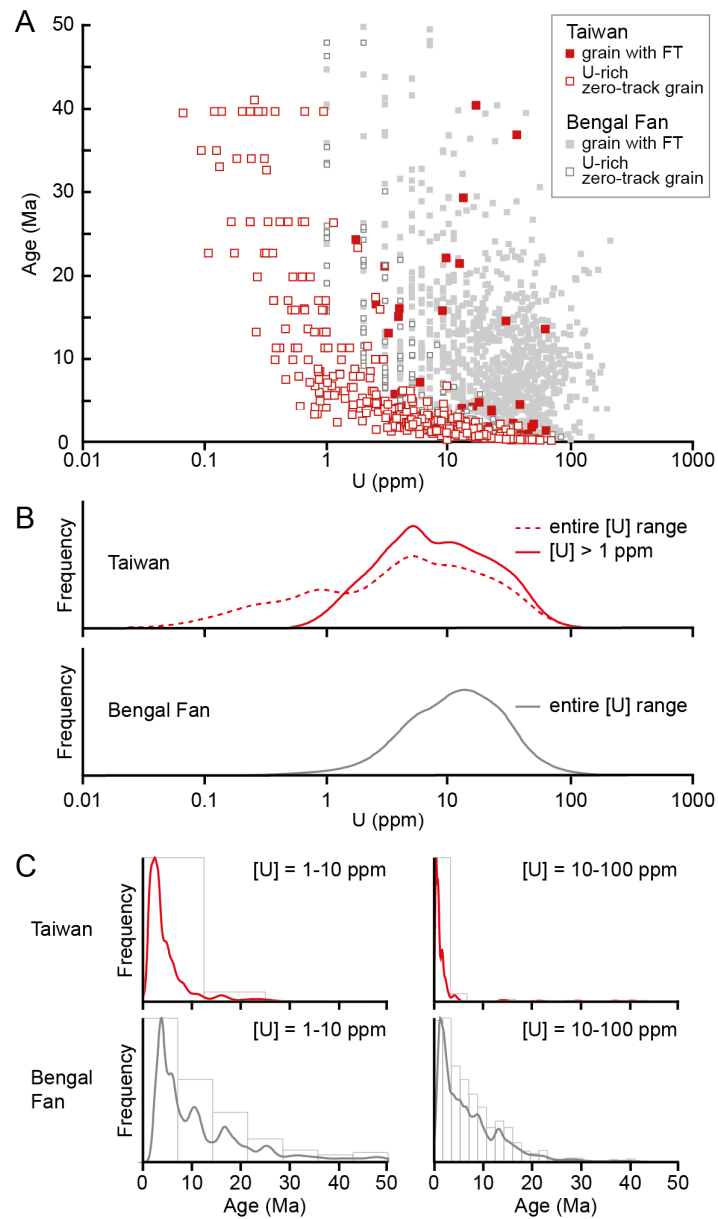 A
Taiwan
grain with FT
U-rich
zero-track grain
Bengal Fan
grain with FT
U-rich
zero-track grain
Age (Ma)
50
40
30
20
10
0
0.01
0.1
1
10
100
1000
U (ppm)
B
Frequency
Taiwan
entire [U] range
[U] > 1 ppm
Frequency
Bengal Fan
entire [U] range
0.01
0.1
1
10
100
1000
U (ppm)
C
Taiwan
Frequency
[U] = 1-10 ppm
[U] = 10-100 ppm
Bengal
Fan
Frequency
[U] = 1-10 ppm
[U] = 10-100 ppm
0
10
20
30
40
50
0
10
20
30
40
50
Age (Ma)
Age (Ma)